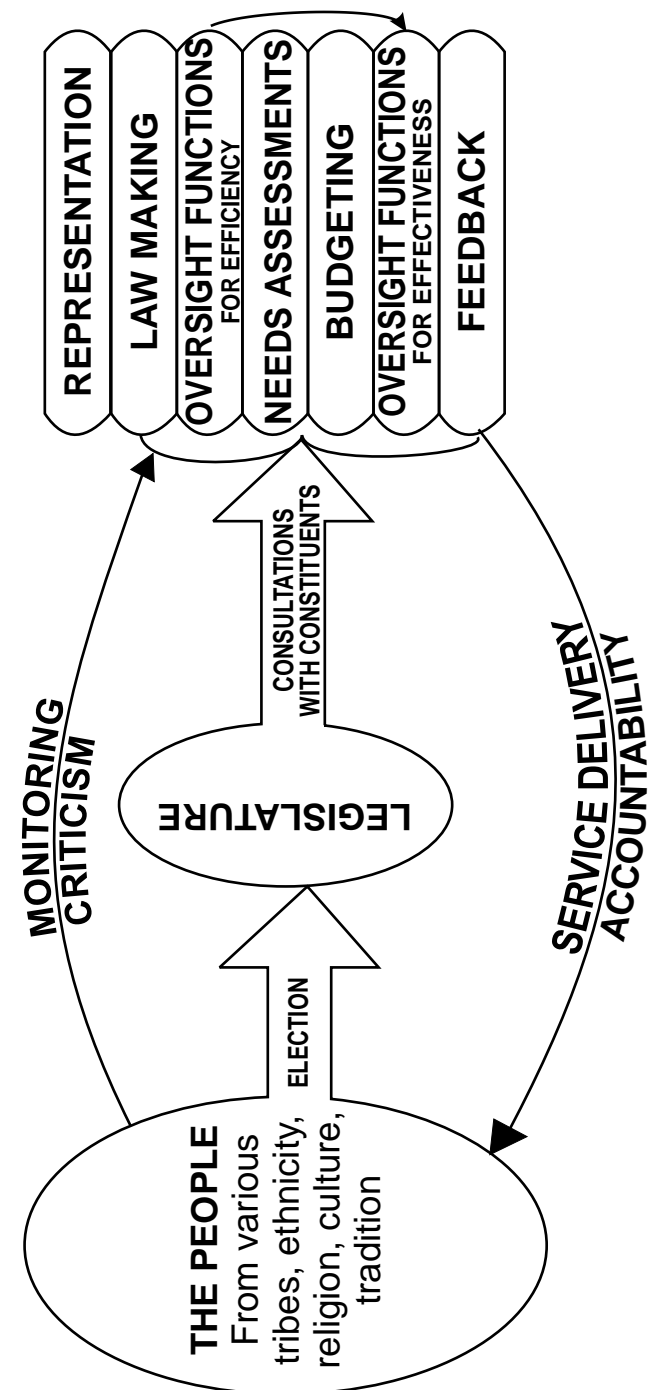 THE PEOPLE
From various
tribes, ethnicity,
religion, culture,
tradition
ELECTION
LEGISLATURE
CONSULTATIONS
WITH CONSTITUENTS
MONITORING
CRITICISM
SERVICE DELIVERY
ACCOUNTABILITY
REPRESENTATION
LAW MAKING
OVERSIGHT FUNCTIONS
FOR EFFICIENCY
NEEDS ASSESSMENTS
BUDGETING
OVERSIGHT FUNCTIONS
FOR EFFECTIVENESS
FEEDBACK